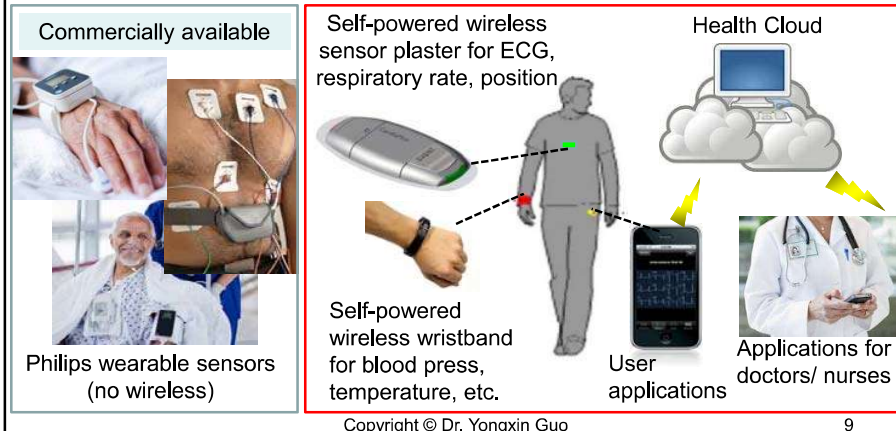 Commercially available
Philips wearable sensors
(no wireless)
Self-powered wireless
sensor plaster for ECG,
respiratory rate, position
Health Cloud
Self-powered
wireless wristband
for blood press,
temperature, etc.
User
applications
Applications for
doctors/ nurses
Copyright © Dr. Yongxin Guo
9